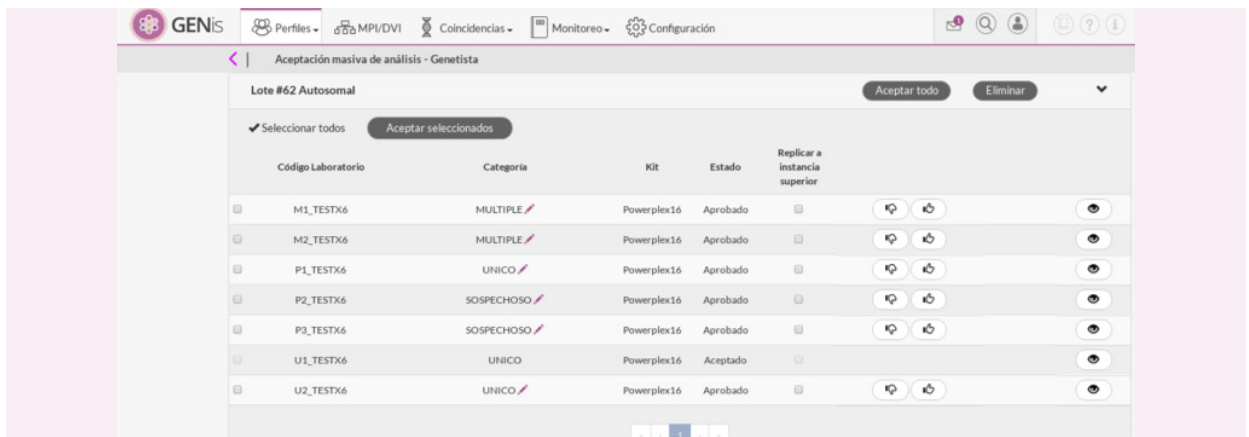 GENis Perfiles MPI/DVI Coincidencias Monitoreo Configuración 1
Aceptación masiva de análisis - Genetista
Lote #62 Autosomal Aceptar todo Eliminar
Seleccionar todos Aceptar seleccionados
Código Laboratorio Categoría Kit Estado Replicar a instancia superior
M1_TESTX6 MULTIPLE Powerplex16 Aprobado
M2_TESTX6 MULTIPLE Powerplex16 Aprobado
P1_TESTX6 UNICO Powerplex16 Aprobado
P2_TESTX6 SOSPECHOSO Powerplex16 Aprobado
P3_TESTX6 SOSPECHOSO Powerplex16 Aprobado
U1_TESTX6 UNICO Powerplex16 Aceptado
U2_TESTX6 UNICO Powerplex16 Aprobado
1